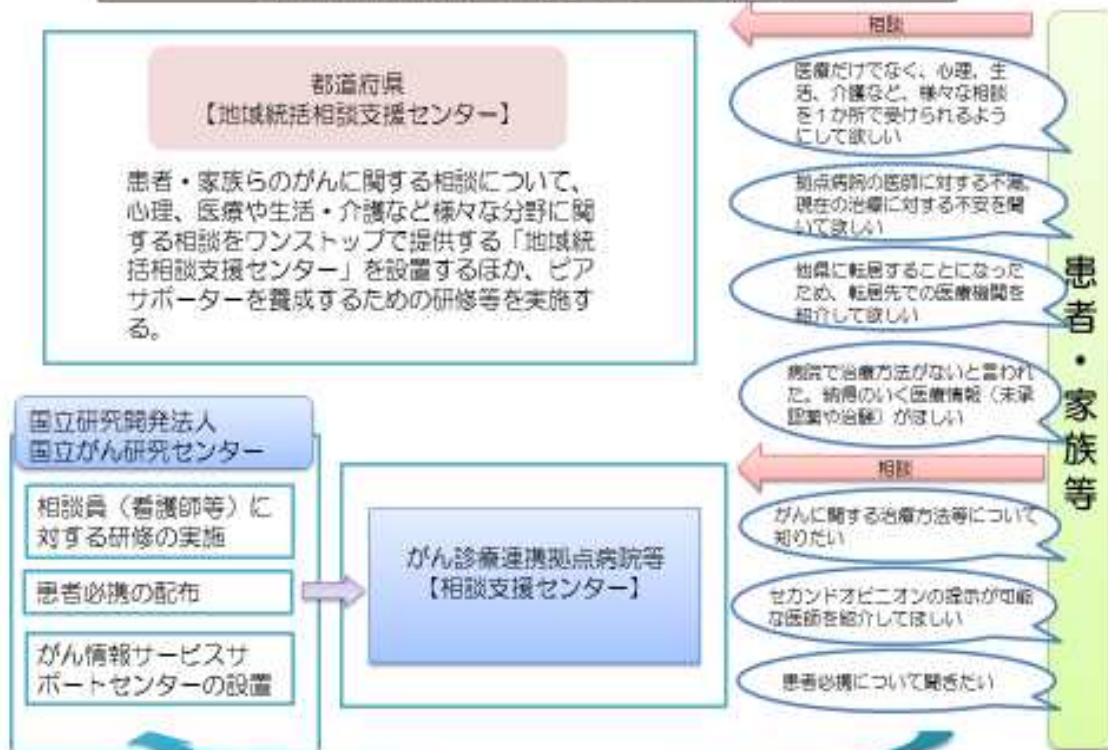 相談
都道府県
【地域統括相談支援センター】
患者・家族らのがんに関する相談について、
心理、医療や生活・介護など様々な分野に関
する相談をワンストップで提供する「地域統
括相談支援センター」を設置するほか、ピア
サポーターを養成するための研修等を実施す
る。
医療だけでなく、心理、生
活、介護など、様々な相談
を1か所で受けられるよう
にして欲しい
拠点病院の医師に対する不満、
現在の治療に対する不安を聞
いて欲しい
他県に転居することになった
ため、転居先での医療機関を
紹介して欲しい
病院で治療方法がないと言われ
た。納得のいく医療情報（未承
認薬や治験）がほしい
患者・家族等
国立研究開発法人
国立がん研究センター
相談員（看護師等）に
対する研修の実施
患者必携の配布
がん情報サービスサ
ポートセンターの設置
がん診療連携拠点病院等
【相談支援センター】
相談
がんに関する治療方法等について
知りたい
セカンドオピニオンの提示が可能
な医師を紹介してほしい
患者必携について聞きたい